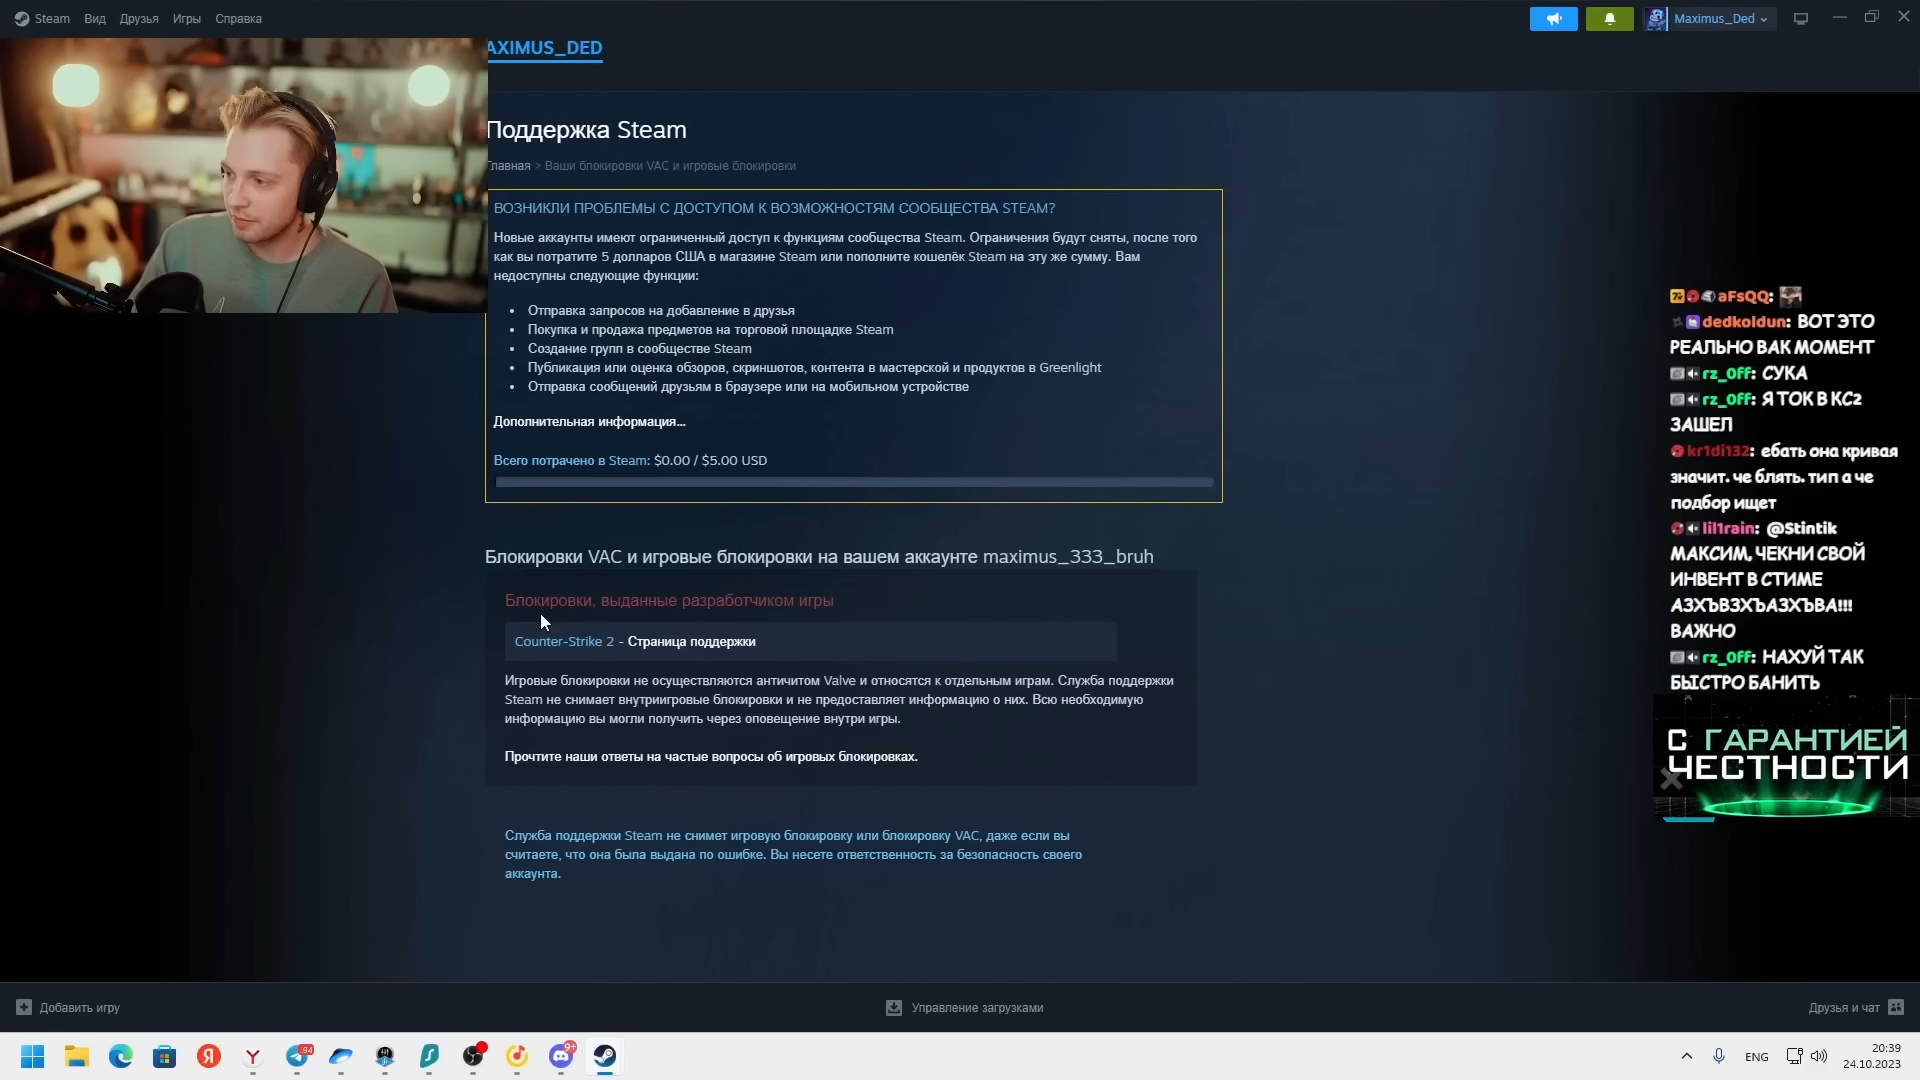 Steam Вид Друзья Игры Справка
Maximus_Ded
AXIMUS_DED
Поддержка Steam
Главная > Ваши блокировки VAC и игровые блокировки
ВОЗНИКЛИ ПРОБЛЕМЫ С ДОСТУПОМ К ВОЗМОЖНОСТЯМ СООБЩЕСТВА STEAM?
Новые аккаунты имеют ограниченный доступ к функциям сообщества Steam. Ограничения будут сняты, после того
как вы потратите 5 долларов США в магазине Steam или пополните кошелёк Steam на эту же сумму. Вам
недоступны следующие функции:
• Отправка запросов на добавление в друзья
• Покупка и продажа предметов на торговой площадке Steam
• Создание групп в сообществе Steam
• Публикация или оценка обзоров, скриншотов, контента в мастерской и продуктов в Greenlight
• Отправка сообщений друзьям в браузере или на мобильном устройстве
Дополнительная информация...
Всего потрачено в Steam: $0.00 / $5.00 USD
Блокировки VAC и игровые блокировки на вашем аккаунте maximus_333_bruh
Блокировки, выданные разработчиком игры
Counter-Strike 2 - Страница поддержки
Игровые блокировки не осуществляются античитом Valve и относятся к отдельным играм. Служба поддержки
Steam не снимает внутриигровые блокировки и не предоставляет информацию о них. Всю необходимую
информацию вы могли получить через оповещение внутри игры.
Прочтите наши ответы на частые вопросы об игровых блокировках.
Служба поддержки Steam не снимет игровую блокировку или блокировку VAC, даже если вы
считаете, что она была выдана по ошибке. Вы несете ответственность за безопасность своего
аккаунта.
aFsQQ:
dedkoldun: ВОТ ЭТО
РЕАЛЬНО ВАК МОМЕНТ
rz_0ff: СУКА
rz_0ff: Я ТОК В КС2
ЗАШЕЛ
kr1di132: ебать она кривая
значит. че блять. тип а че
подбор ищет
lil1rain: @Stintik
МАКСИМ, ЧЕКНИ СВОЙ
ИНВЕНТ В СТИМЕ
АЗХЪВЗХЪАЗХЪВА!!!
ВАЖНО
rz_0ff: НАХУЙ ТАК
БЫСТРО БАНИТЬ
С ГАРАНТИЕЙ
ЧЕСТНОСТИ
Добавить игру
Управление загрузками
Друзья и чат
94
9+
ENG
20:39
24.10.2023